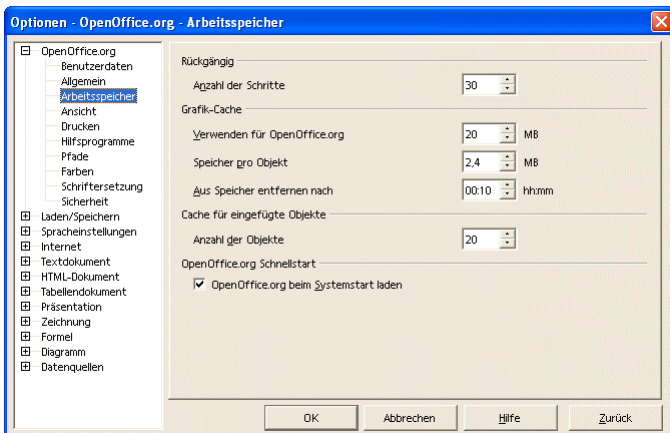 Optionen - OpenOffice.org - Arbeitsspeicher
OpenOffice.org
Benutzerdaten
Allgemein
Arbeitsspeicher
Ansicht
Drucken
Hilfsprogramme
Pfade
Farben
Schriftersetzung
Sicherheit
Laden/Speichern
Spracheinstellungen
Internet
Textdokument
HTML-Dokument
Tabellendokument
Präsentation
Zeichnung
Formel
Diagramm
Datenquellen
Rückgängig
Anzahl der Schritte 30
Grafik-Cache
Verwenden für OpenOffice.org 20 MB
Speicher pro Objekt 2,4 MB
Aus Speicher entfernen nach 00:10 hh:mm
Cache für eingefügte Objekte
Anzahl der Objekte 20
OpenOffice.org Schnellstart
OpenOffice.org beim Systemstart laden
OK Abbrechen Hilfe Zurück